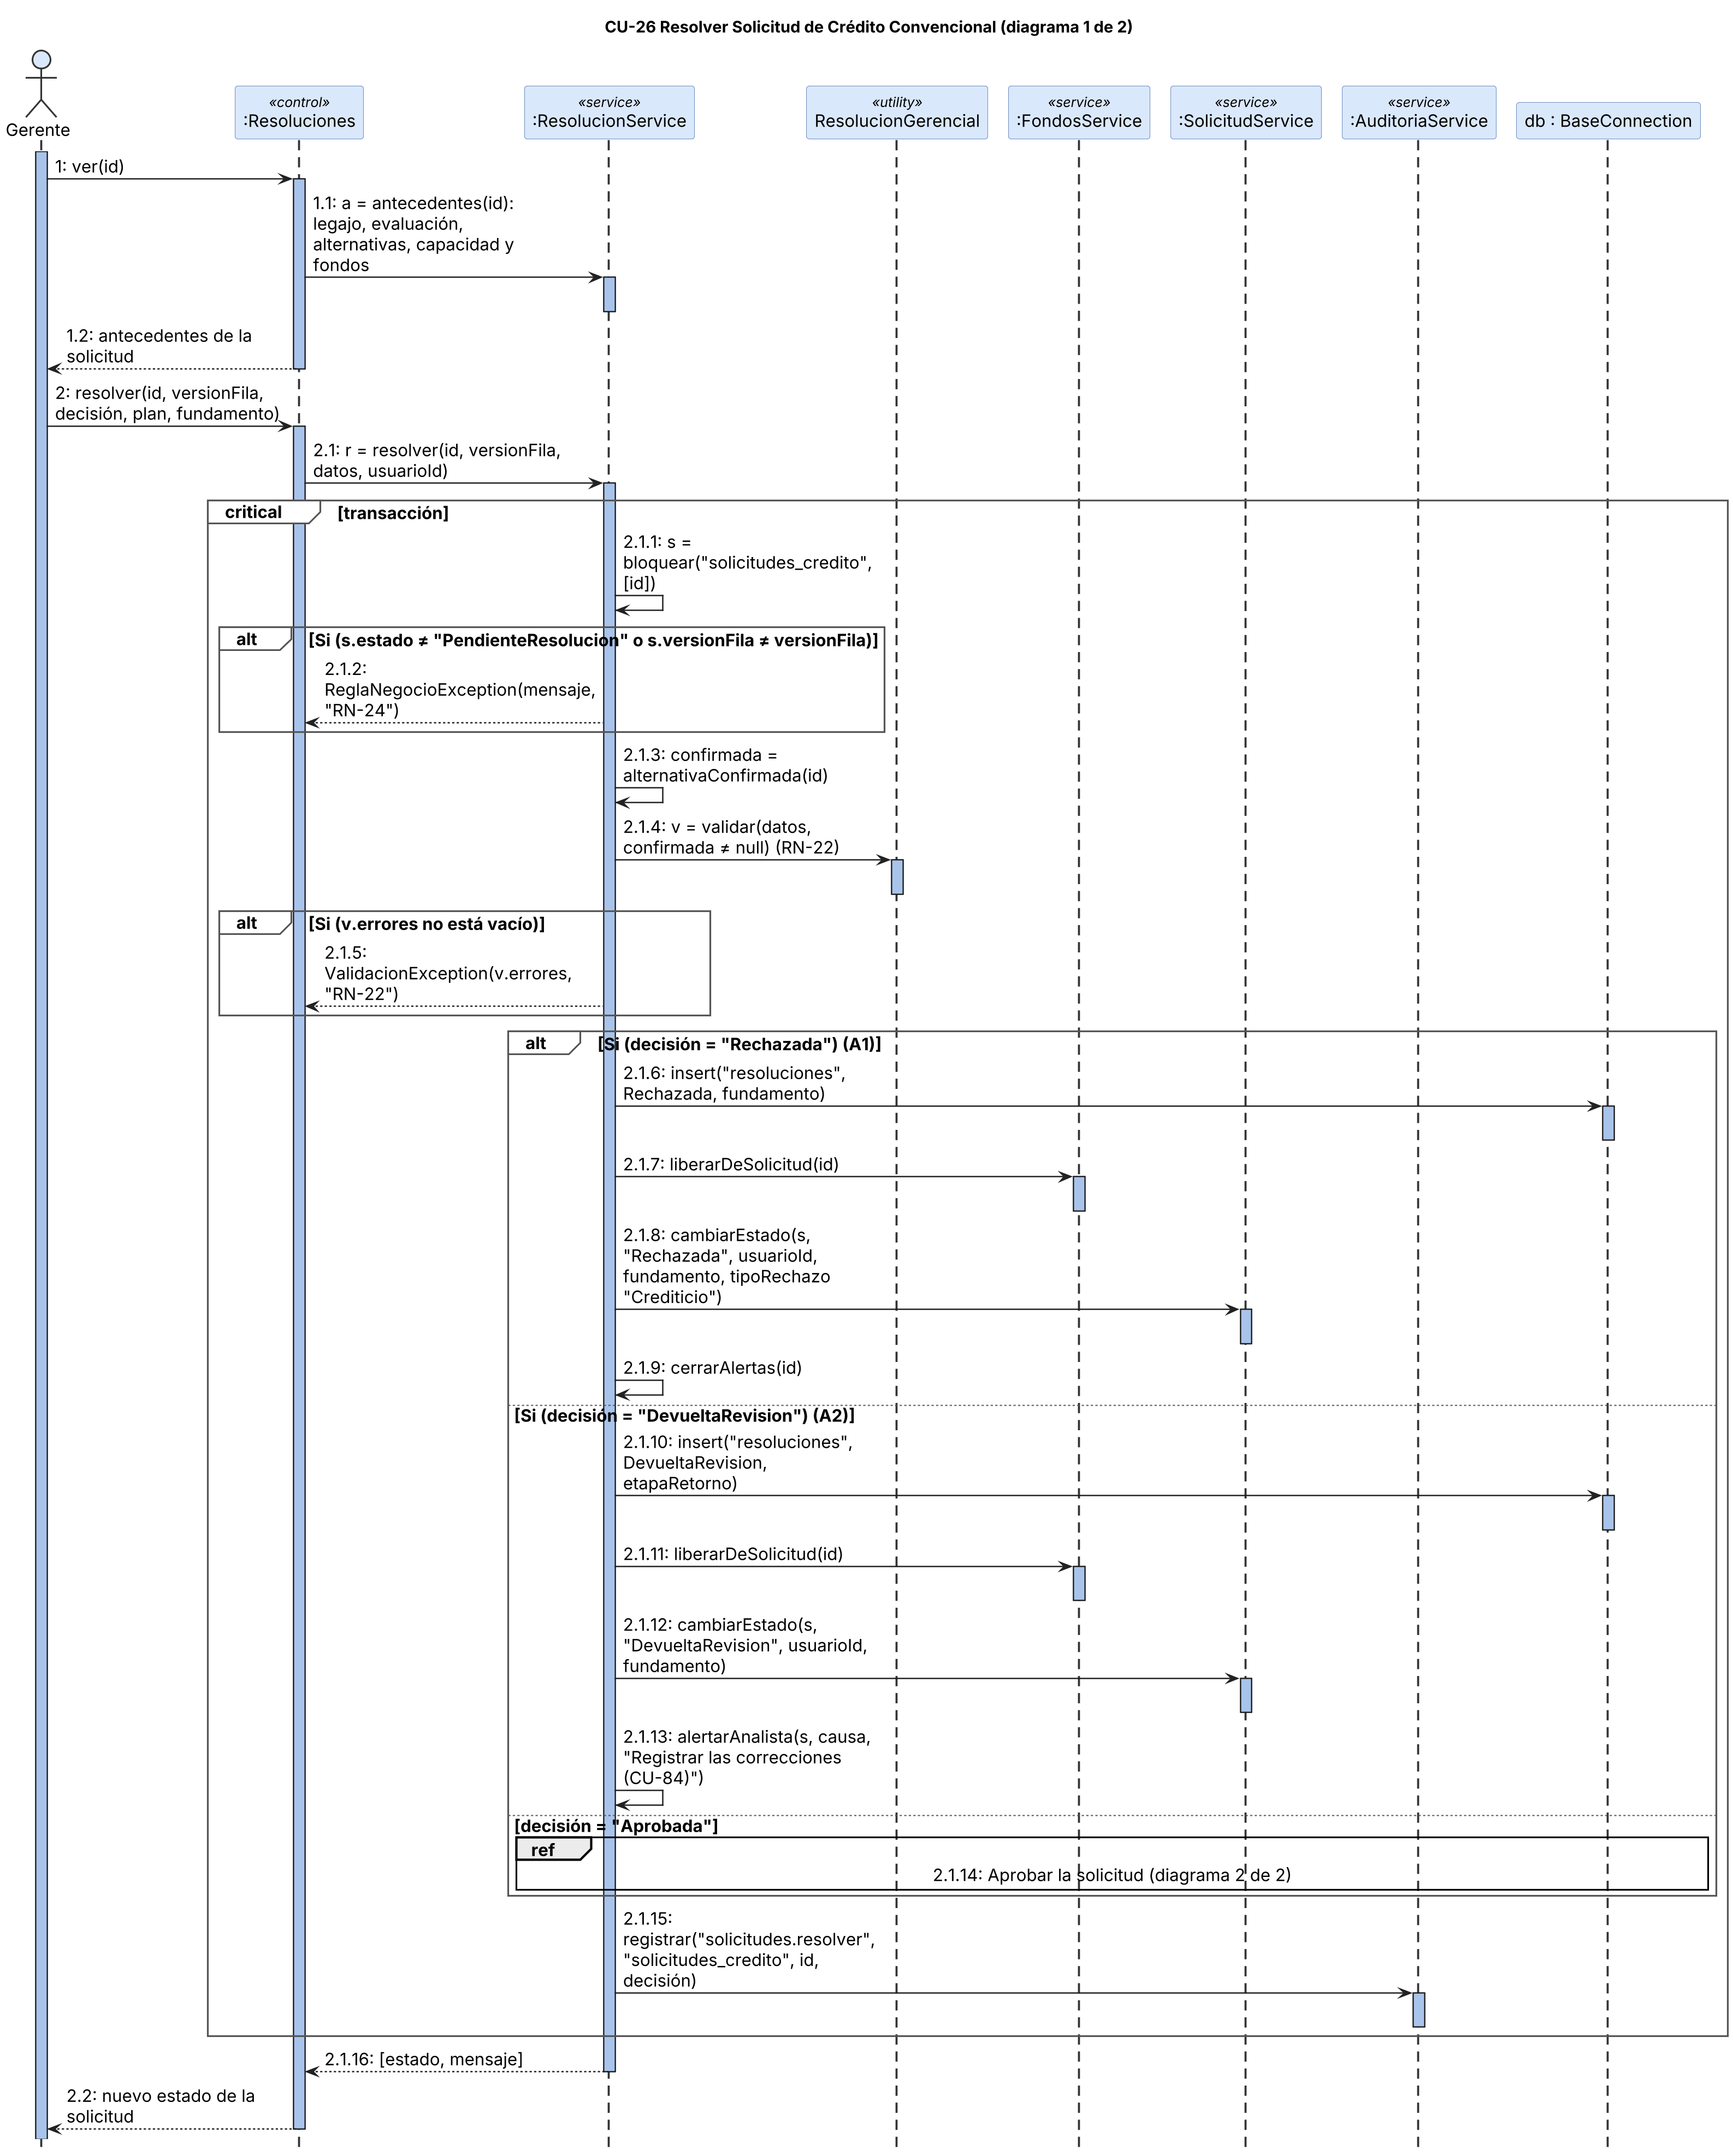 CU-26 Resolver Solicitud de Crédito Convencional (diagrama 1 de 2)
Gerente
«control»
:Resoluciones
«service»
:ResolucionService
«utility»
ResolucionGerencial
«service»
:FondosService
«service»
:SolicitudService
«service»
:AuditoriaService
db : BaseConnection
1: ver(id)
1.1: a = antecedentes(id):
legajo, evaluación,
alternativas, capacidad y
fondos
1.2: antecedentes de la
solicitud
2: resolver(id, versionFila,
decisión, plan, fundamento)
2.1: r = resolver(id, versionFila,
datos, usuarioId)
critical [transacción]
2.1.1: s =
bloquear("solicitudes_credito",
[id])
alt [Si (s.estado ≠ "PendienteResolucion" o s.versionFila ≠ versionFila)]
2.1.2:
ReglaNegocioException(mensaje,
"RN-24")
2.1.3: confirmada =
alternativaConfirmada(id)
2.1.4: v = validar(datos,
confirmada ≠ null) (RN-22)
alt [Si (v.errores no está vacío)]
2.1.5:
ValidacionException(v.errores,
"RN-22")
alt [Si (decisión = "Rechazada") (A1)]
2.1.6: insert("resoluciones",
Rechazada, fundamento)
2.1.7: liberarDeSolicitud(id)
2.1.8: cambiarEstado(s,
"Rechazada", usuarioId,
fundamento, tipoRechazo
"Crediticio")
2.1.9: cerrarAlertas(id)
[Si (decisión = "DevueltaRevision") (A2)]
2.1.10: insert("resoluciones",
DevueltaRevision,
etapaRetorno)
2.1.11: liberarDeSolicitud(id)
2.1.12: cambiarEstado(s,
"DevueltaRevision", usuarioId,
fundamento)
2.1.13: alertarAnalista(s, causa,
"Registrar las correcciones
(CU-84)")
[decisión = "Aprobada"]
ref
2.1.14: Aprobar la solicitud (diagrama 2 de 2)
2.1.15:
registrar("solicitudes.resolver",
"solicitudes_credito", id,
decisión)
2.1.16: [estado, mensaje]
2.2: nuevo estado de la
solicitud